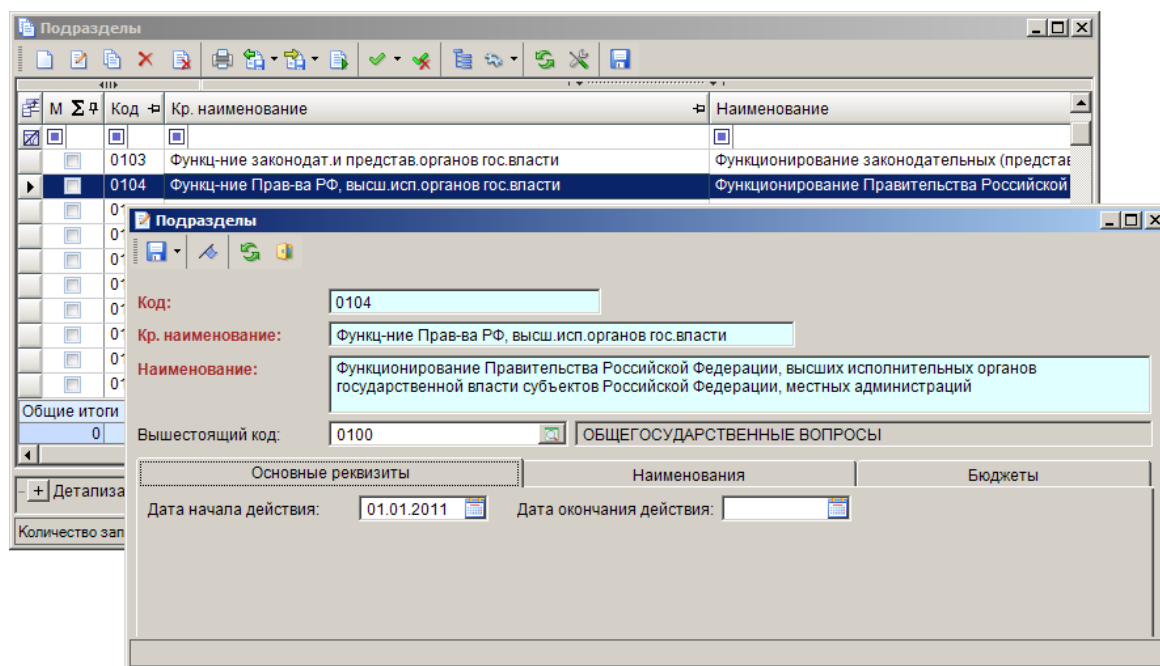 Подразделы
М Σ Код Кр. наименование Наименование
0103 Функц-ние законодат.и представ.органов гос.власти Функционирование законодательных (представ
0104 Функц-ние Прав-ва РФ, высш.исп.органов гос.власти Функционирование Правительства Российской
Общие итоги
0
Детализа
Количество зап
Подразделы
Код: 0104
Кр. наименование: Функц-ние Прав-ва РФ, высш.исп.органов гос.власти
Наименование: Функционирование Правительства Российской Федерации, высших исполнительных органов
государственной власти субъектов Российской Федерации, местных администраций
Вышестоящий код: 0100 ОБЩЕГОСУДАРСТВЕННЫЕ ВОПРОСЫ
Основные реквизиты Наименования Бюджеты
Дата начала действия: 01.01.2011 Дата окончания действия: